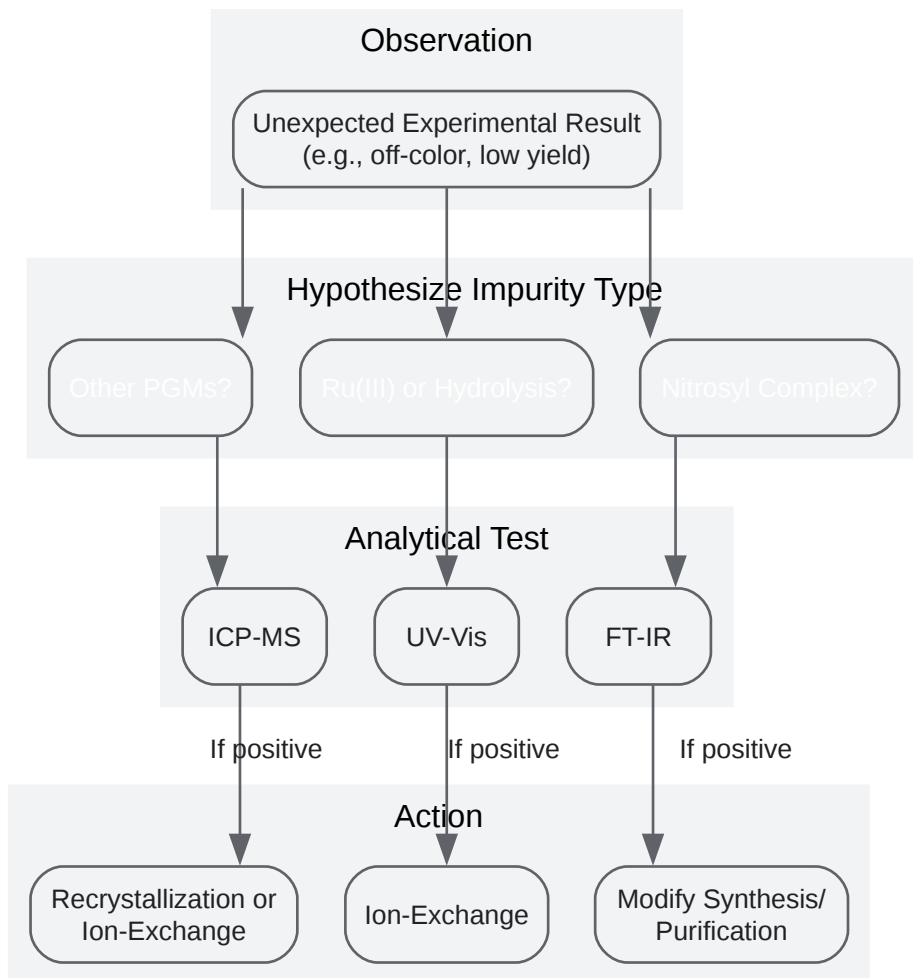 Observation
Unexpected Experimental Result
(e.g., off-color, low yield)
Hypothesize Impurity Type
Other PGMs?
Ru(III) or Hydrolysis?
Nitrosyl Complex?
Analytical Test
ICP-MS
UV-Vis
FT-IR
If positive
If positive
If positive
Action
Recrystallization or
Ion-Exchange
Ion-Exchange
Modify Synthesis/
Purification